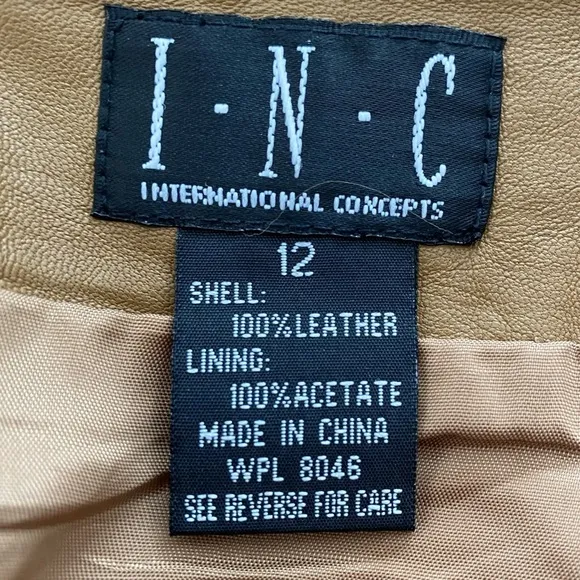 I·N·C
INTERNATIONAL CONCEPTS
12
SHELL:
100%LEATHER
LINING:
100%ACETATE
MADE IN CHINA
WPL 8046
SEE REVERSE FOR CARE